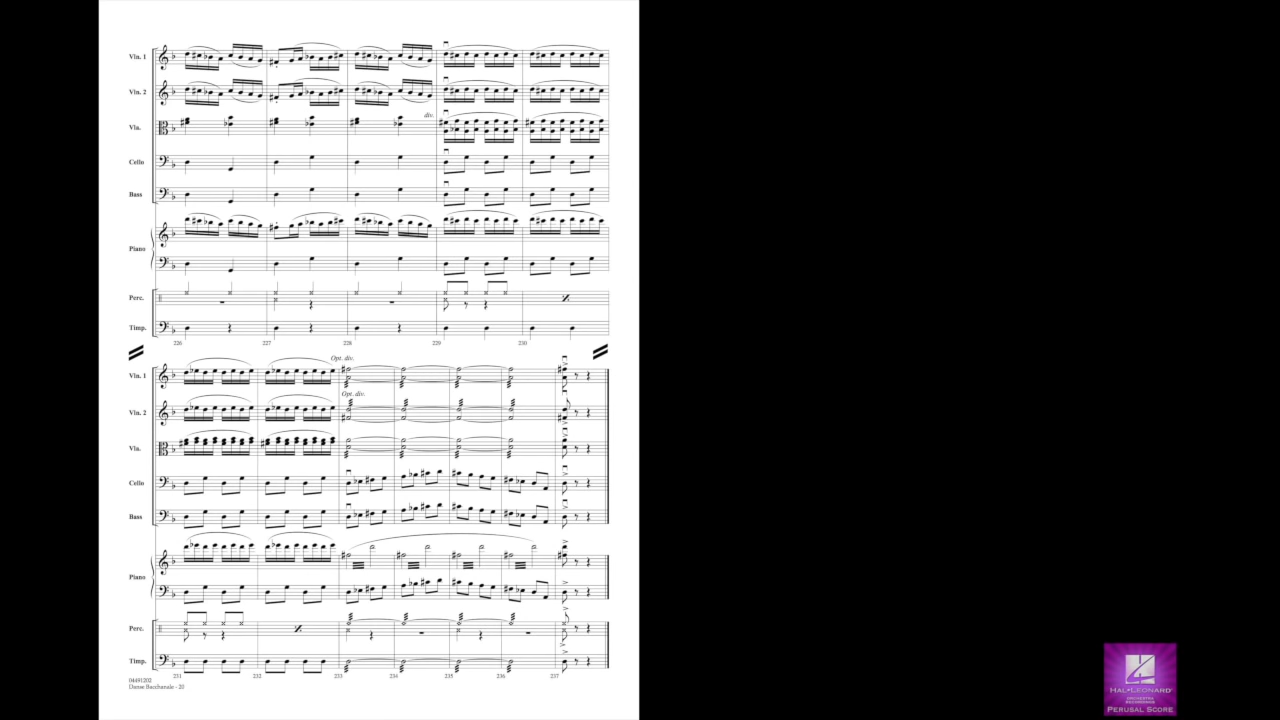 Vln. 1
Vln. 2
Vla.
div.
Cello
Bass
Piano
Perc.
Timp.
226 227 228 229 230
Opt. div.
Vln. 1
Opt. div.
Vln. 2
Vla.
Cello
Bass
Piano
Perc.
Timp.
231 232 233 234 235 236 237
04491202
Danse Bacchanale - 20
HAL•LEONARD®
ORCHESTRA
RECORDINGS
PERUSAL SCORE